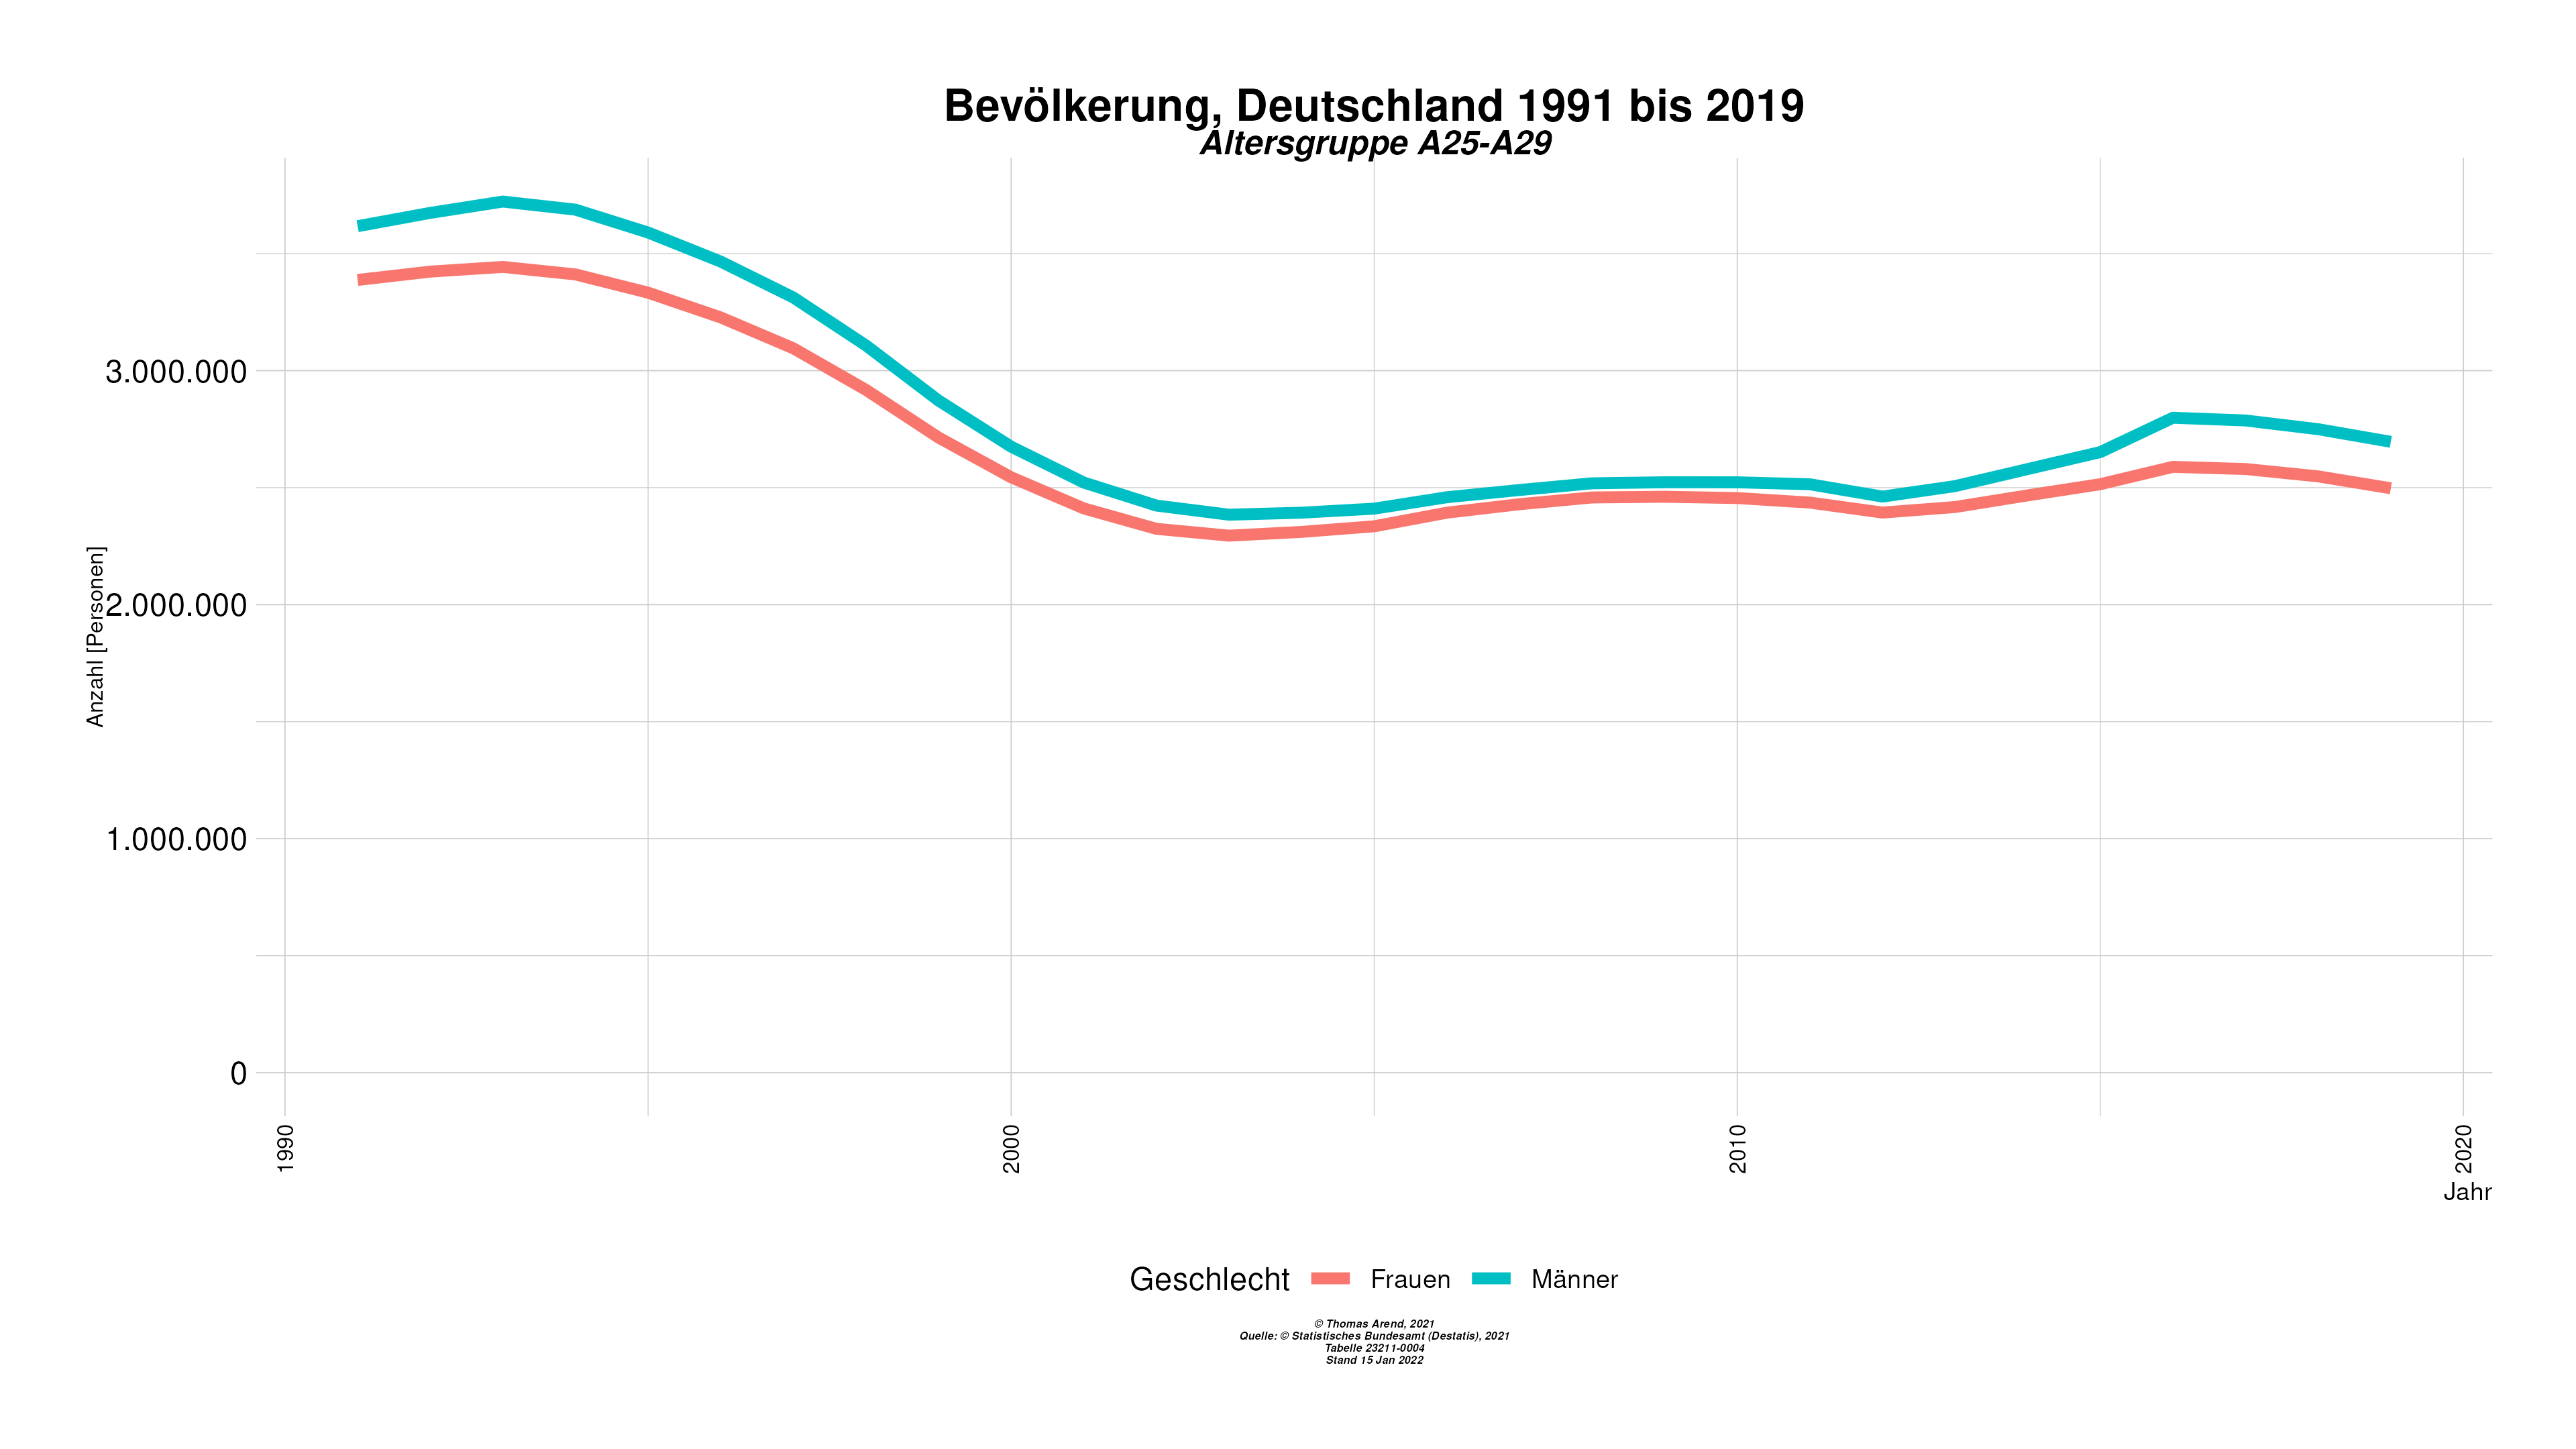 Bevölkerung, Deutschland 1991 bis 2019
Altersgruppe A25-A29
Anzahl [Personen]
3.000.000
2.000.000
1.000.000
0
1990
2000
2010
2020
Jahr
Geschlecht Frauen Männer
© Thomas Arend, 2021
Quelle: © Statistisches Bundesamt (Destatis), 2021
Tabelle 23211-0004
Stand 15 Jan 2022